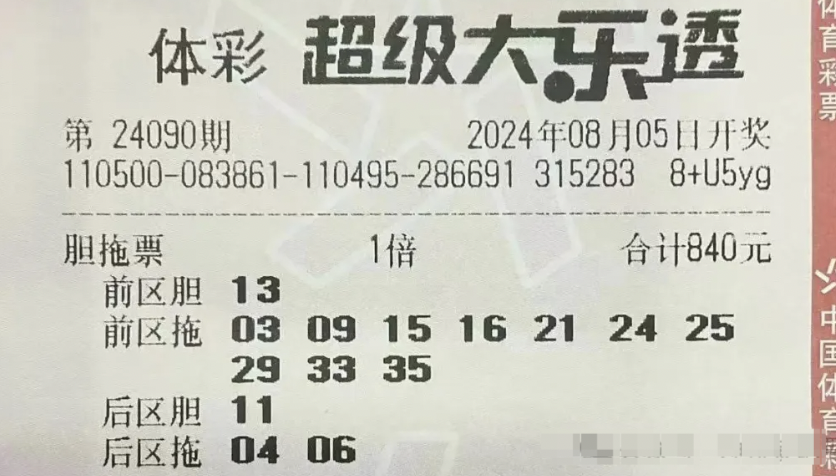 体彩 超级大乐透
第 24090期 2024年08月05日开奖
110500-083861-110495-286691 315283 8+U5yg
胆拖票 1倍 合计840元
前区胆 13
前区拖 03 09 15 16 21 24 25
29 33 35
后区胆 11
后区拖 04 06
体育彩票
中国体育彩